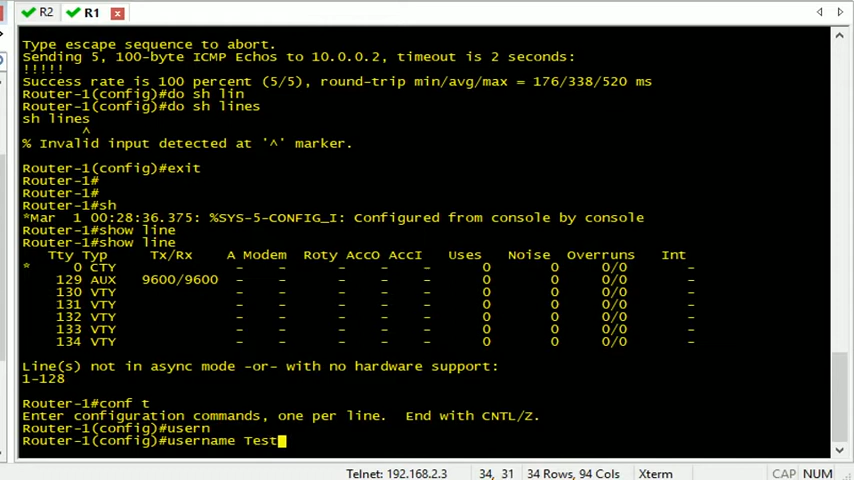 R2 R1
Type escape sequence to abort.
Sending 5, 100-byte ICMP Echos to 10.0.0.2, timeout is 2 seconds:
!!!!!
Success rate is 100 percent (5/5), round-trip min/avg/max = 176/338/520 ms
Router-1(config)#do sh lin
Router-1(config)#do sh lines
sh lines
^
% Invalid input detected at '^' marker.
Router-1(config)#exit
Router-1#
Router-1#
Router-1#sh
*Mar  1 00:28:36.375: %SYS-5-CONFIG_I: Configured from console by console
Router-1#show line
Router-1#show line
Tty Typ Tx/Rx A Modem Roty AccO AccI Uses Noise Overruns Int
* 0 CTY - - - - - 0 0 0/0 -
129 AUX 9600/9600 - - - - - 0 0 0/0 -
130 VTY - - - - - 0 0 0/0 -
131 VTY - - - - - 0 0 0/0 -
132 VTY - - - - - 0 0 0/0 -
133 VTY - - - - - 0 0 0/0 -
134 VTY - - - - - 0 0 0/0 -
Line(s) not in async mode -or- with no hardware support:
1-128
Router-1#conf t
Enter configuration commands, one per line.  End with CNTL/Z.
Router-1(config)#usern
Router-1(config)#username Test
Telnet: 192.168.2.3 34, 31 34 Rows, 94 Cols Xterm CAP NUM